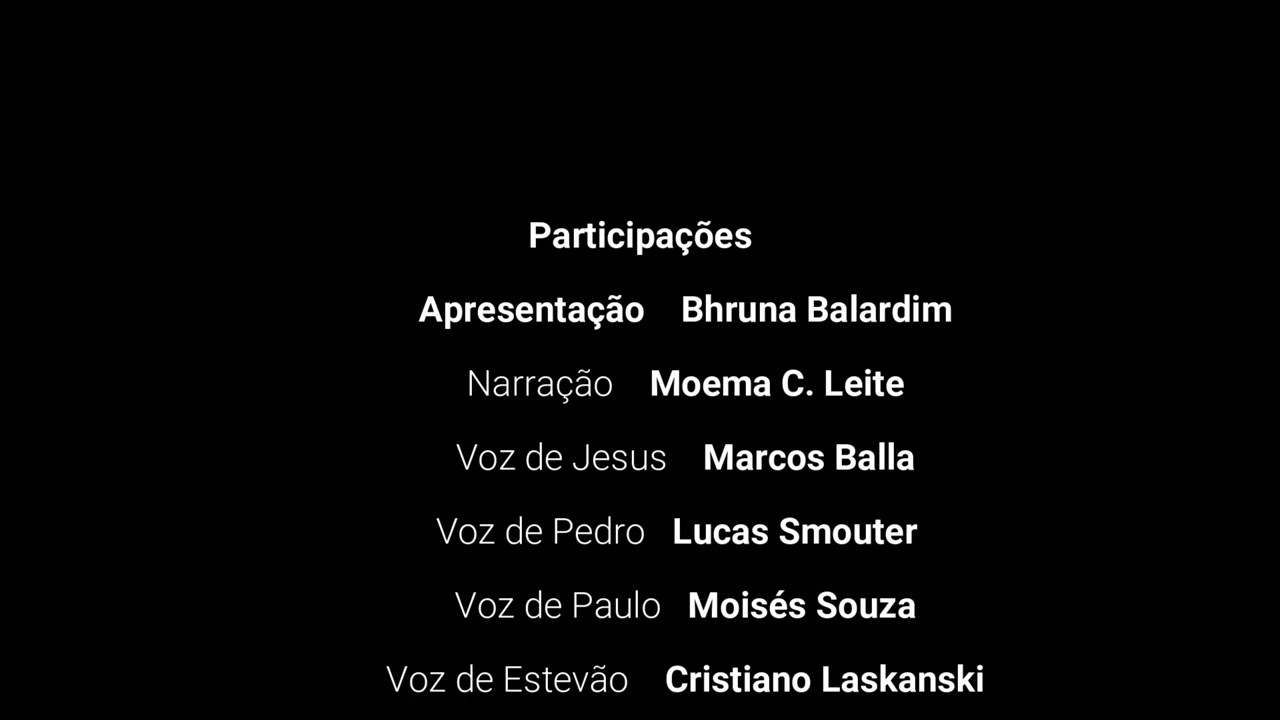 Participações
Apresentação Bhruna Balardim
Narração Moema C. Leite
Voz de Jesus Marcos Balla
Voz de Pedro Lucas Smouter
Voz de Paulo Moisés Souza
Voz de Estevão Cristiano Laskanski